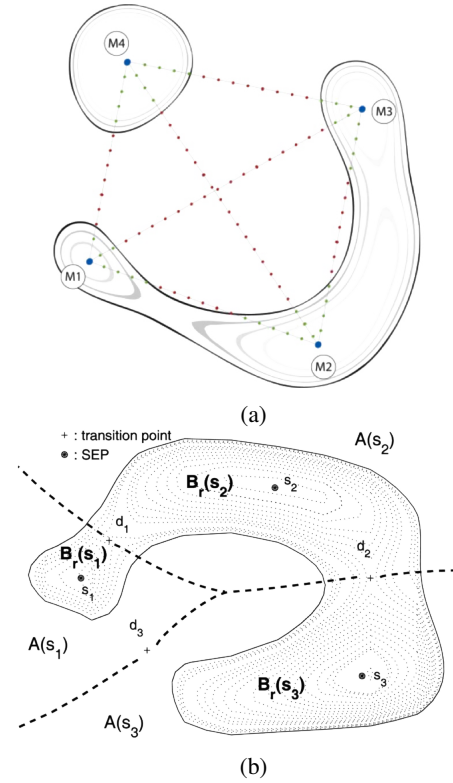 M4
M3
M1
M2
(a)
+ : transition point
⊛ : SEP
A(s₂)
Bᵣ(s₂)
s₂
d₁
d₂
Bᵣ(s₁)
s₁
d₃
A(s₁)
Bᵣ(s₃)
s₃
A(s₃)
(b)